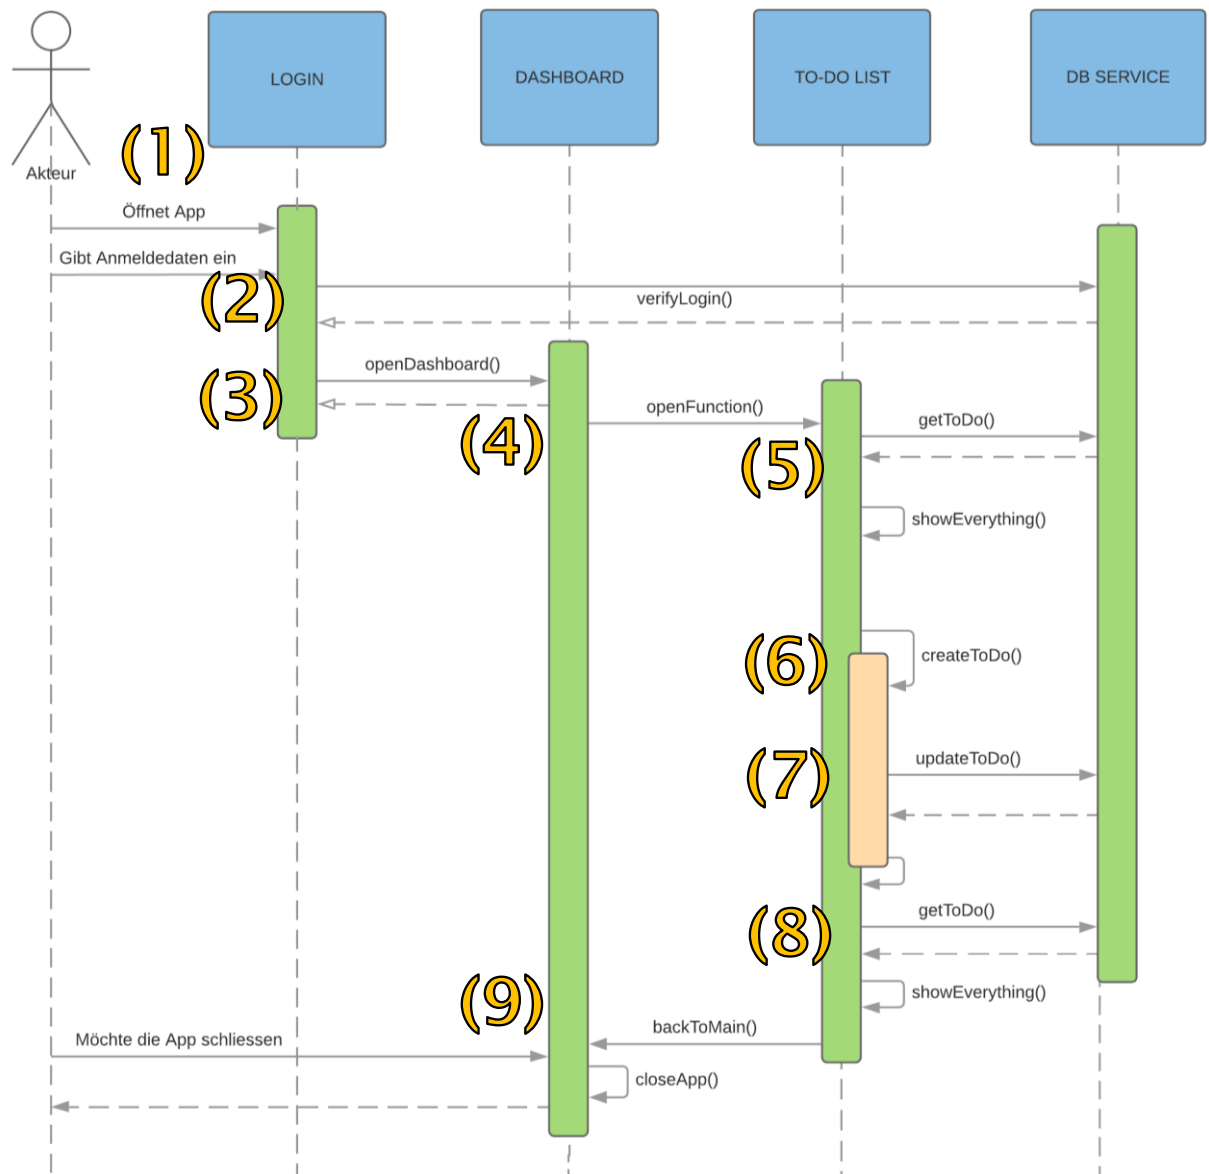 LOGIN
DASHBOARD
TO-DO LIST
DB SERVICE
(1)
Akteur
Öffnet App
Gibt Anmeldedaten ein
(2)
verifyLogin()
openDashboard()
(3)
openFunction()
(4)
getToDo()
(5)
showEverything()
(6)
createToDo()
(7)
updateToDo()
getToDo()
(8)
showEverything()
(9)
backToMain()
Möchte die App schliessen
closeApp()